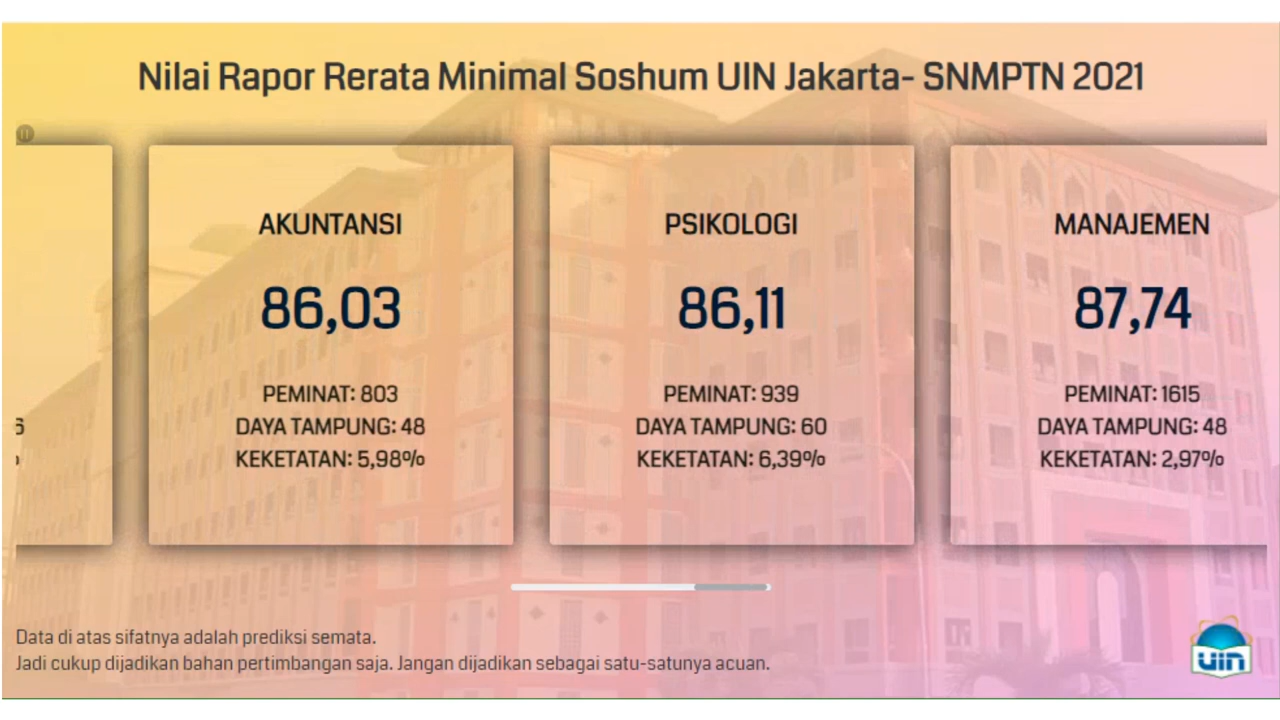 Nilai Rapor Rerata Minimal Soshum UIN Jakarta- SNMPTN 2021
AKUNTANSI
86,03
PEMINAT: 803
DAYA TAMPUNG: 48
KEKETATAN: 5,98%
PSIKOLOGI
86,11
PEMINAT: 939
DAYA TAMPUNG: 60
KEKETATAN: 6,39%
MANAJEMEN
87,74
PEMINAT: 1615
DAYA TAMPUNG: 48
KEKETATAN: 2,97%
Data di atas sifatnya adalah prediksi semata.
Jadi cukup dijadikan bahan pertimbangan saja. Jangan dijadikan sebagai satu-satunya acuan.
uin